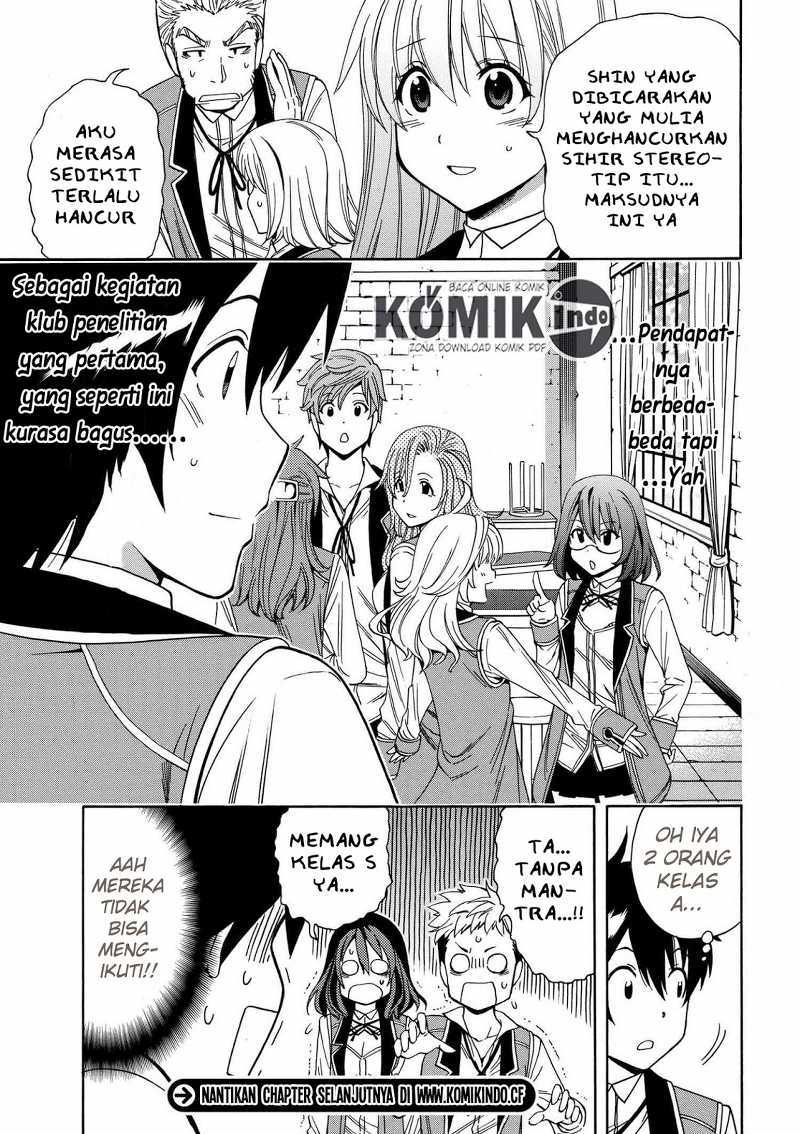 SHIN YANG
DIBICARAKAN
YANG MULIA
MENGHANCURKAN
SIHIR STEREO-
TIP ITU...
MAKSUDNYA
INI YA
AKU
MERASA
SEDIKIT
TERLALU
HANCUR
BACA ONLINE KOMIK
KOMIK indo
ZONA DOWNLOAD KOMIK PDF
...Pendapat-
nya
berbeda-
beda tapi
...Yah
Sebagai kegiatan
klub penelitian
yang pertama,
yang seperti ini
kurasa bagus......
OH IYA
2 ORANG
KELAS
A...
TA...
TANPA
MAN-
TRA...!!
MEMANG
KELAS S
YA...
AAH
MEREKA
TIDAK
BISA
MENG-
IKUTI!!
NANTIKAN CHAPTER SELANJUTNYA DI WWW.KOMIKINDO.CF